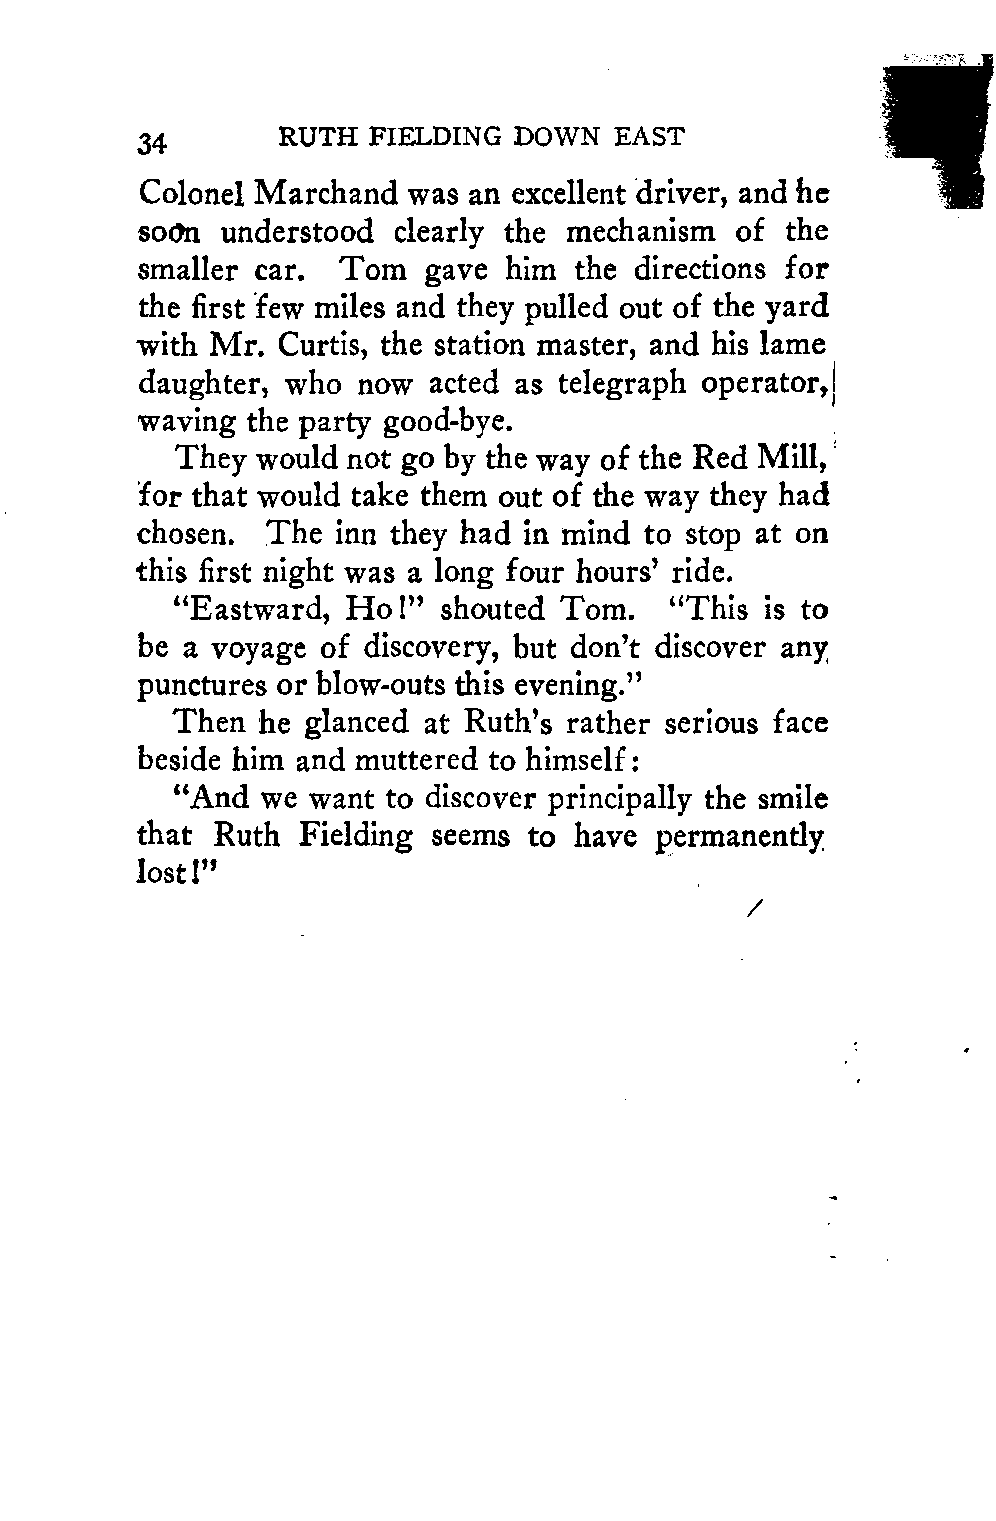 34 RUTH FIELDING DOWN EAST
Colonel Marchand was an excellent driver, and he
soon understood clearly the mechanism of the
smaller car. Tom gave him the directions for
the first few miles and they pulled out of the yard
with Mr. Curtis, the station master, and his lame
daughter, who now acted as telegraph operator,
waving the party good-bye.
They would not go by the way of the Red Mill,
for that would take them out of the way they had
chosen. The inn they had in mind to stop at on
this first night was a long four hours' ride.
"Eastward, Ho!" shouted Tom. "This is to
be a voyage of discovery, but don't discover any
punctures or blow-outs this evening."
Then he glanced at Ruth's rather serious face
beside him and muttered to himself:
"And we want to discover principally the smile
that Ruth Fielding seems to have permanently
lost!"